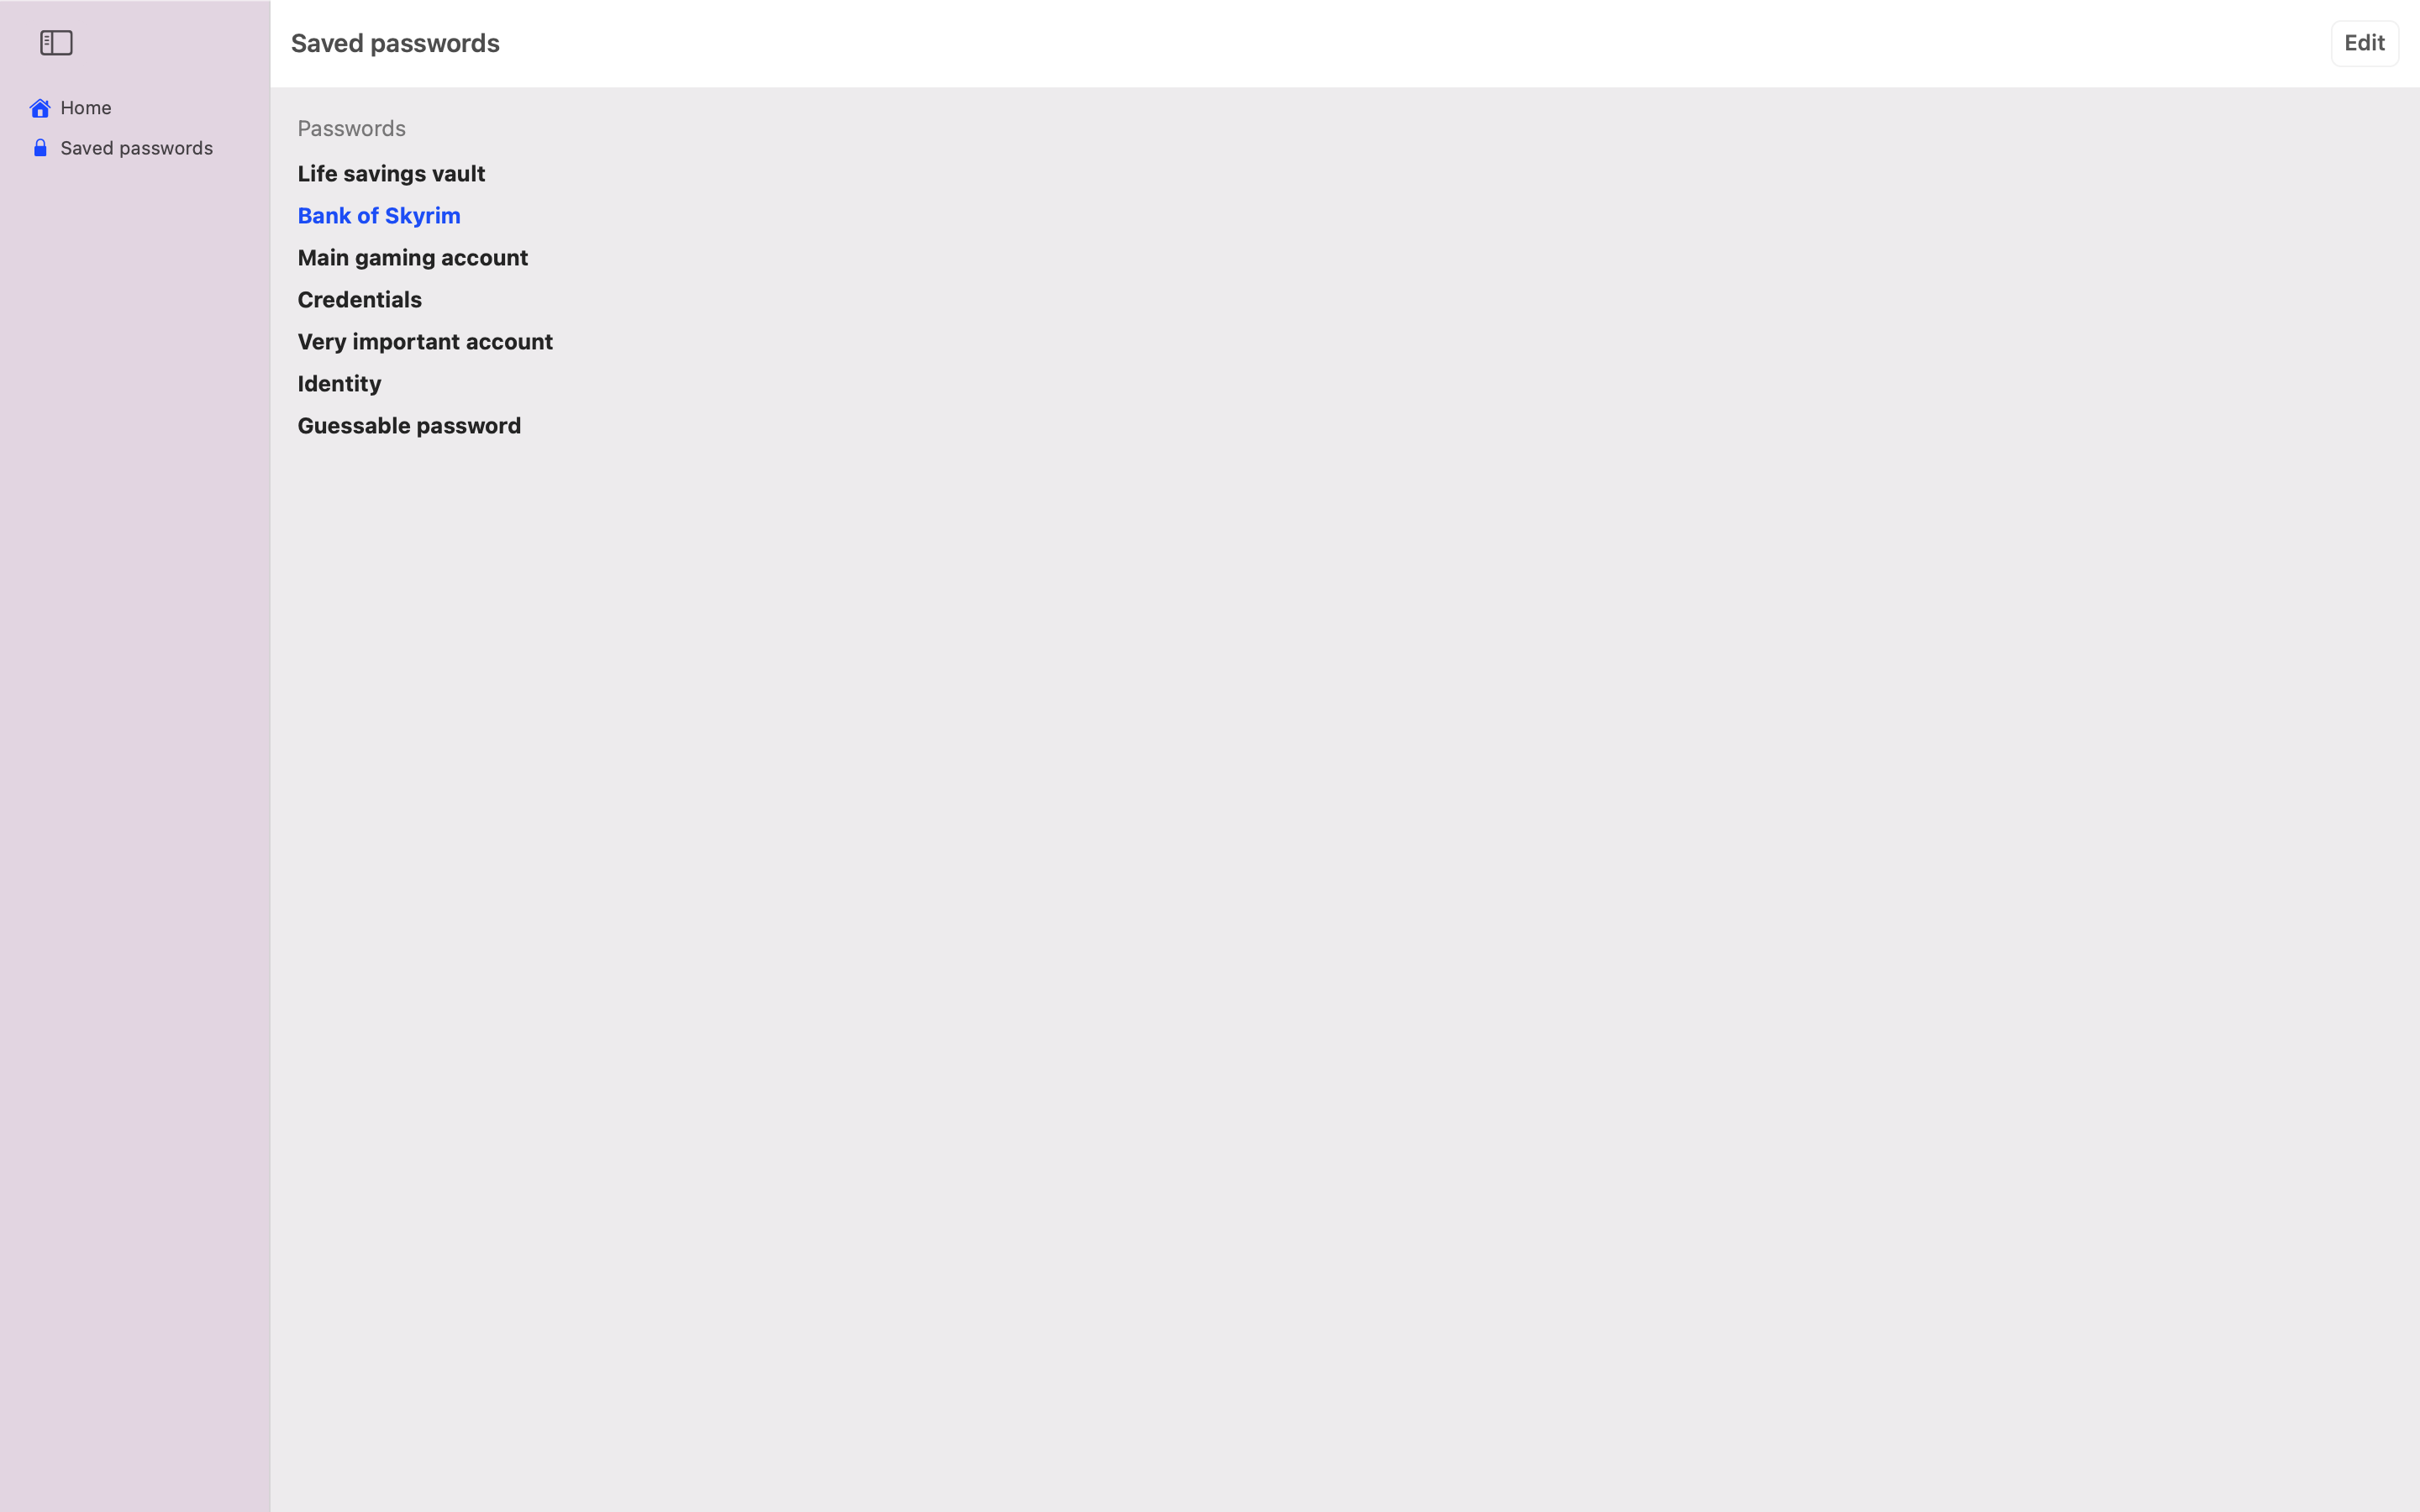 Home
Saved passwords
Saved passwords
Edit
Passwords
Life savings vault
Bank of Skyrim
Main gaming account
Credentials
Very important account
Identity
Guessable password